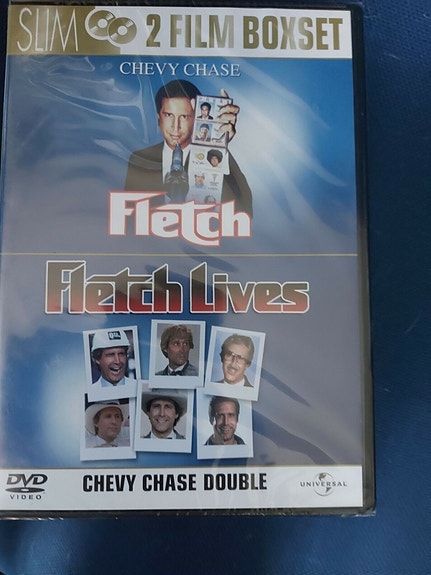 SLIM 2 FILM BOXSET
CHEVY CHASE
Fletch
Fletch Lives
DVD
VIDEO
CHEVY CHASE DOUBLE
UNIVERSAL